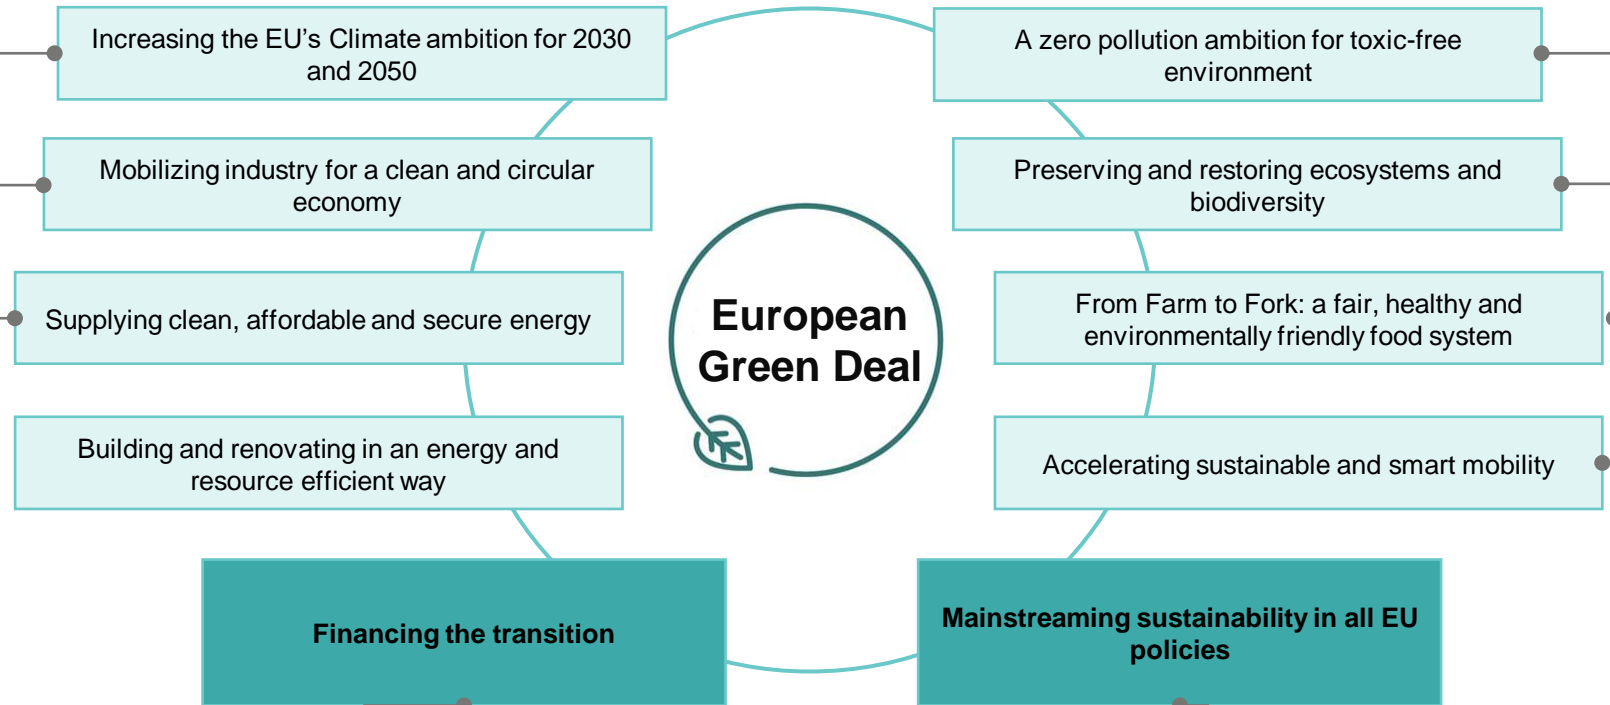 Increasing the EU's Climate ambition for 2030
and 2050
Mobilizing industry for a clean and circular
economy
Supplying clean, affordable and secure energy
Building and renovating in an energy and
resource efficient way
European
Green Deal
A zero pollution ambition for toxic-free
environment
Preserving and restoring ecosystems and
biodiversity
From Farm to Fork: a fair, healthy and
environmentally friendly food system
Accelerating sustainable and smart mobility
Financing the transition
Mainstreaming sustainability in all EU
policies